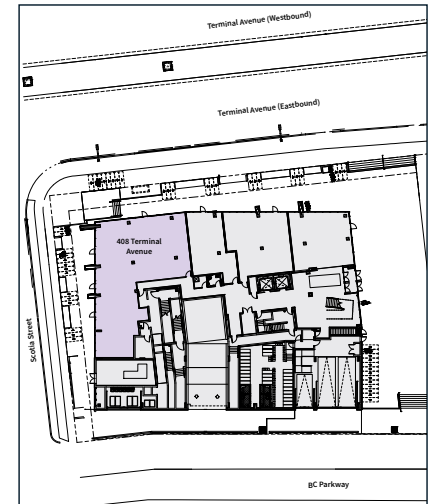 Terminal Avenue (Westbound)
Terminal Avenue (Eastbound)
408 Terminal
Avenue
Scotia Street
BC Parkway